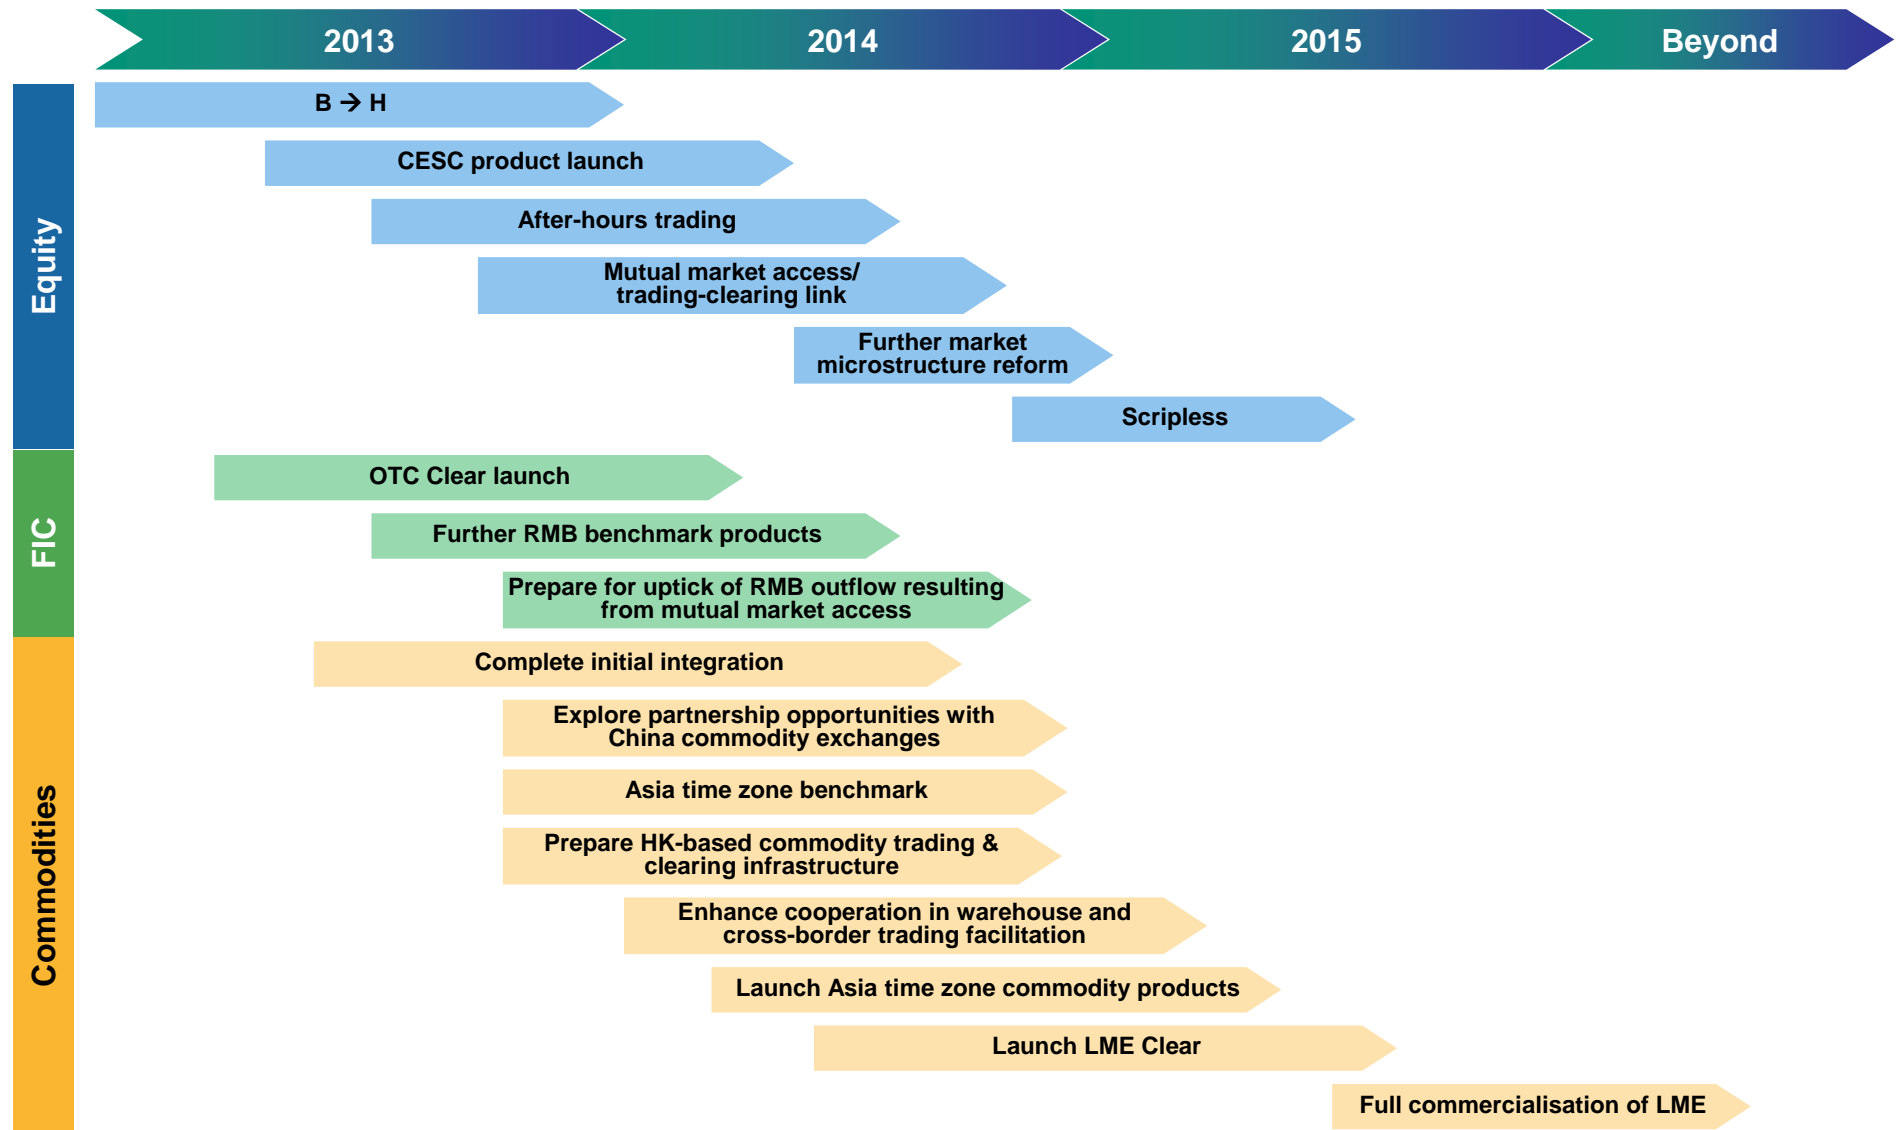 2013
2014
2015
Beyond
Equity
B → H
CESC product launch
After-hours trading
Mutual market access/
trading-clearing link
Further market
microstructure reform
Scripless
FIC
OTC Clear launch
Further RMB benchmark products
Prepare for uptick of RMB outflow resulting
from mutual market access
Commodities
Complete initial integration
Explore partnership opportunities with
China commodity exchanges
Asia time zone benchmark
Prepare HK-based commodity trading &
clearing infrastructure
Enhance cooperation in warehouse and
cross-border trading facilitation
Launch Asia time zone commodity products
Launch LME Clear
Full commercialisation of LME